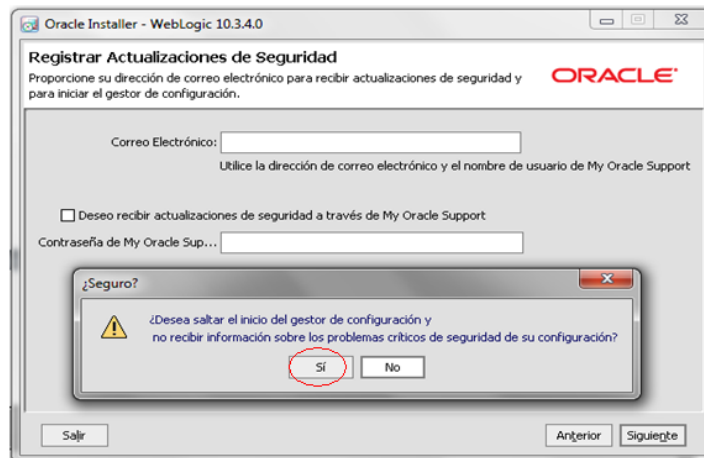 Oracle Installer - WebLogic 10.3.4.0
Registrar Actualizaciones de Seguridad
Proporcione su dirección de correo electrónico para recibir actualizaciones de seguridad y
para iniciar el gestor de configuración.
ORACLE
Correo Electrónico:
Utilice la dirección de correo electrónico y el nombre de usuario de My Oracle Support
Deseo recibir actualizaciones de seguridad a través de My Oracle Support
Contraseña de My Oracle Sup...
¿Seguro?
¿Desea saltar el inicio del gestor de configuración y
no recibir información sobre los problemas críticos de seguridad de su configuración?
Sí No
Salir Anterior Siguiente